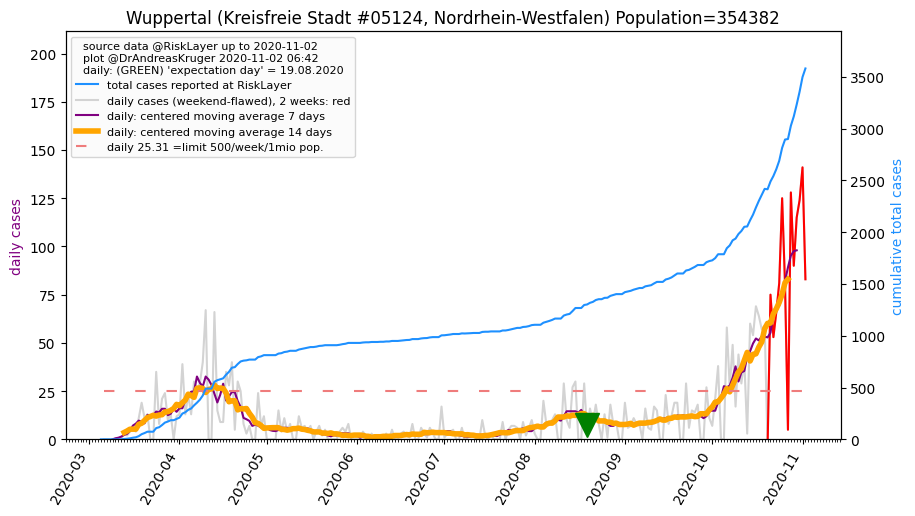 Wuppertal (Kreisfreie Stadt #05124, Nordrhein-Westfalen) Population=354382
source data @RiskLayer up to 2020-11-02
plot @DrAndreasKruger 2020-11-02 06:42
daily: (GREEN) 'expectation day' = 19.08.2020
total cases reported at RiskLayer
daily cases (weekend-flawed), 2 weeks: red
daily: centered moving average 7 days
daily: centered moving average 14 days
daily 25.31 =limit 500/week/1mio pop.
daily cases
200
175
150
125
100
75
50
25
0
cumulative total cases
3500
3000
2500
2000
1500
1000
500
0
2020-03
2020-04
2020-05
2020-06
2020-07
2020-08
2020-09
2020-10
2020-11